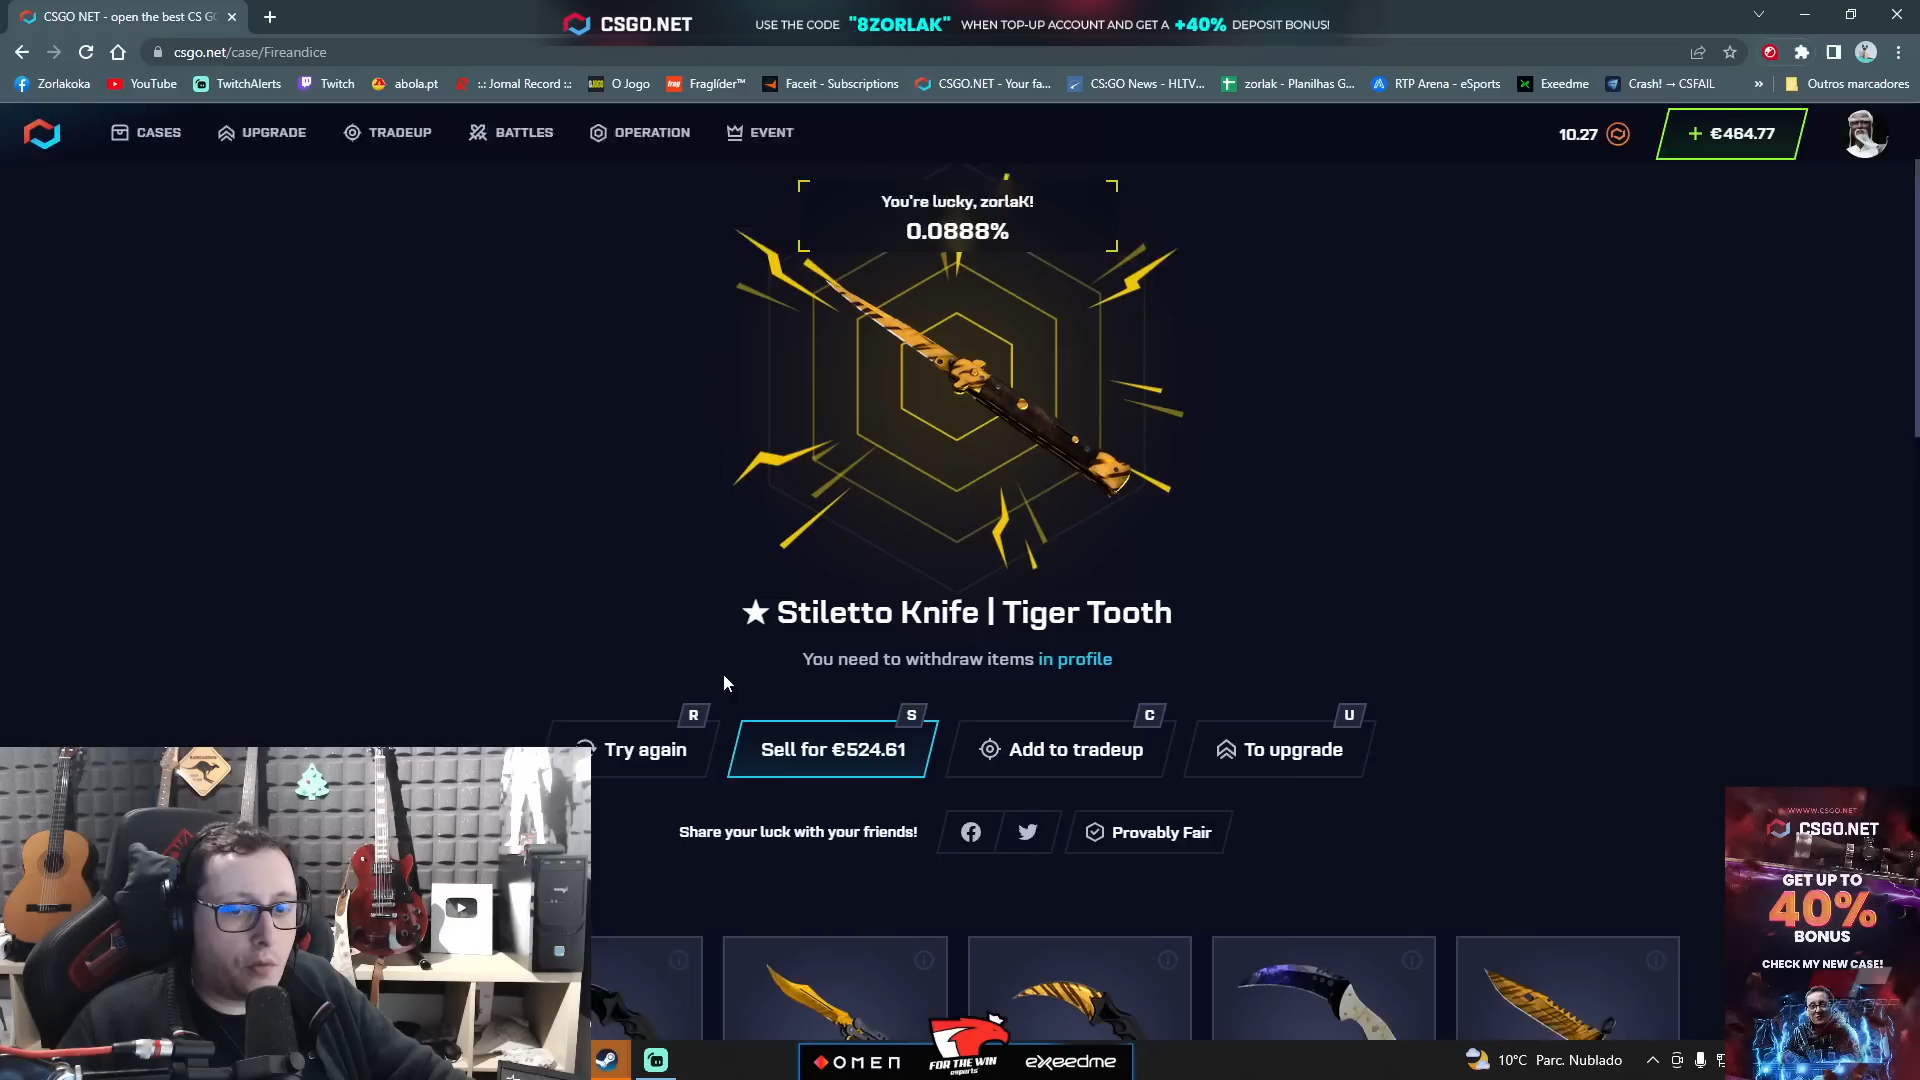 CSGO NET - open the best CS GO
CSGO.NET
USE THE CODE "8ZORLAK" WHEN TOP-UP ACCOUNT AND GET A +40% DEPOSIT BONUS!
csgo.net/case/Fireandice
Zorlakoka
YouTube
TwitchAlerts
Twitch
abola.pt
::: Jornal Record :::
O Jogo
Fraglíder™
Faceit - Subscriptions
CSGO.NET - Your fa...
CS:GO News - HLTV...
zorlak - Planilhas G...
RTP Arena - eSports
Exeedme
Crash! → CSFAIL
»
Outros marcadores
CASES
UPGRADE
TRADEUP
BATTLES
OPERATION
EVENT
10.27
+ €464.77
You're lucky, zorlaK!
0.0888%
★ Stiletto Knife | Tiger Tooth
You need to withdraw items in profile
R
Try again
S
Sell for €524.61
C
Add to tradeup
U
To upgrade
Share your luck with your friends!
Provably Fair
WWW.CSGO.NET
CSGO.NET
GET UP TO
40%
BONUS
CHECK MY NEW CASE!
OMEN
FOR THE WIN
esports
exeedme
10°C Parc. Nublado